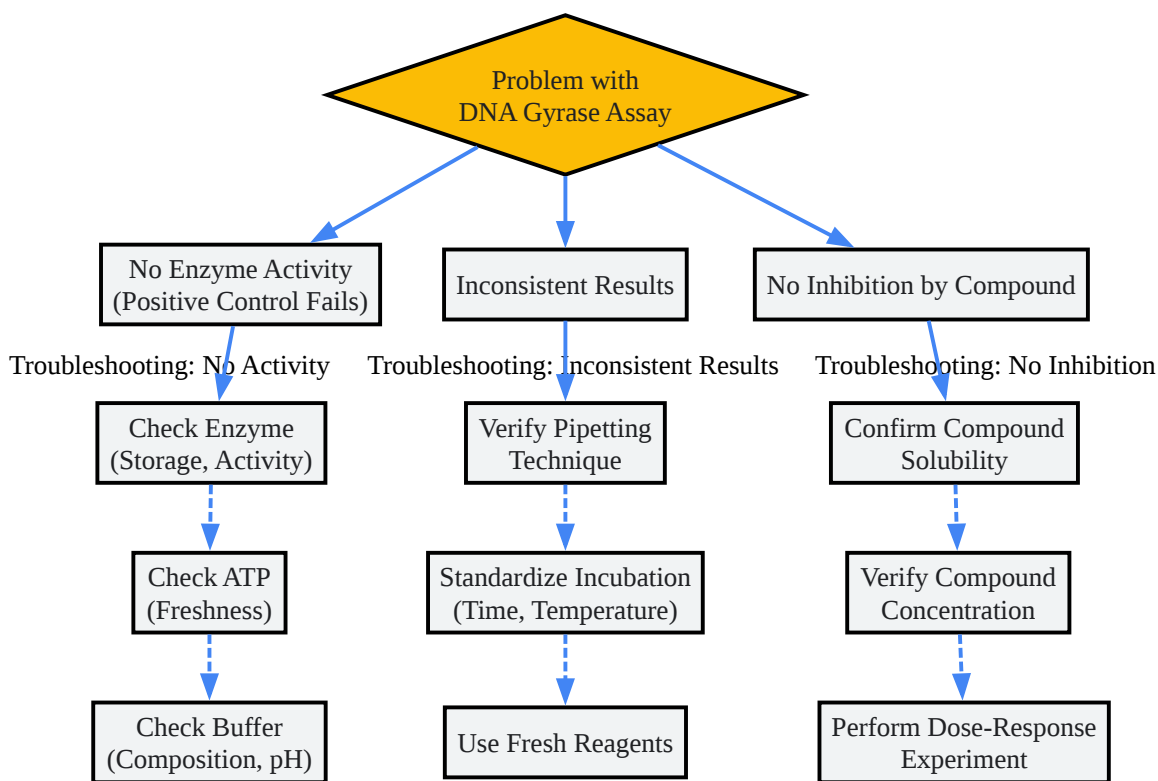 Problem with
DNA Gyrase Assay
No Enzyme Activity
(Positive Control Fails)
Inconsistent Results
No Inhibition by Compound
Troubleshooting: No Activity
Troubleshooting: Inconsistent Results
Troubleshooting: No Inhibition
Check Enzyme
(Storage, Activity)
Verify Pipetting
Technique
Confirm Compound
Solubility
Check ATP
(Freshness)
Standardize Incubation
(Time, Temperature)
Verify Compound
Concentration
Check Buffer
(Composition, pH)
Use Fresh Reagents
Perform Dose-Response
Experiment